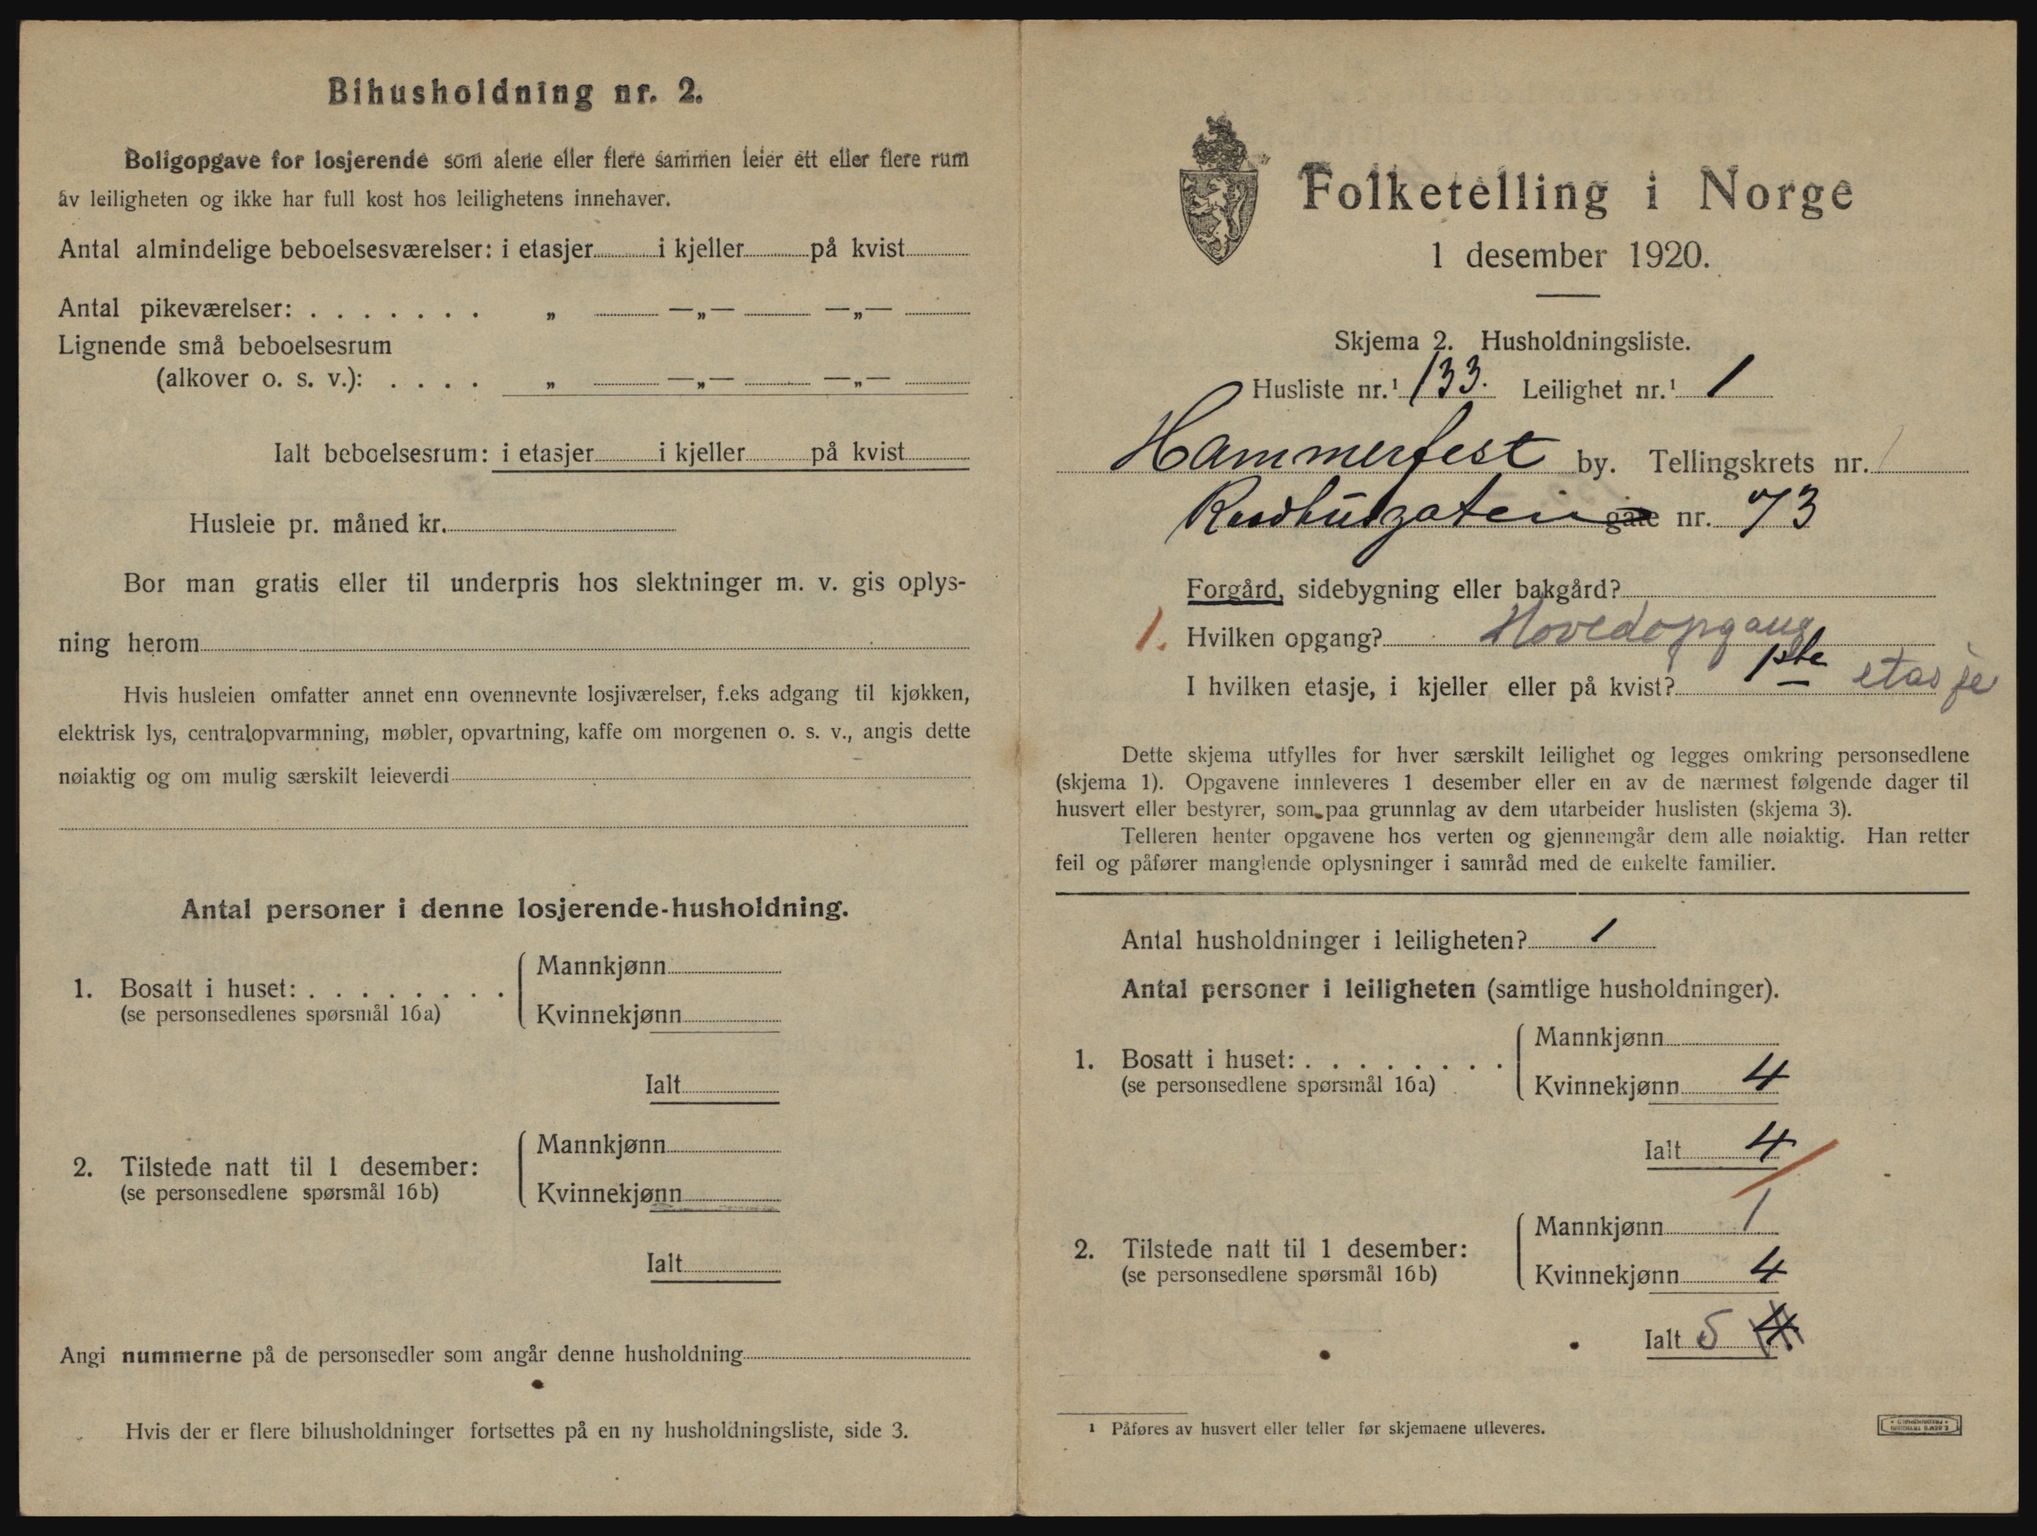 Bihusholdning nr. 2.
Boligopgave for losjerende som alene eller flere sammen leier ett eller flere rum
av leiligheten og ikke har full kost hos leilighetens innehaver.
Antal almindelige beboelsesværelser: i etasjer i kjeller på kvist
Antal pikeværelser: . . . . . . . „ —„— —„—
Lignende små beboelsesrum
(alkover o. s. v.): . . . . „ —„— —„—
Ialt beboelsesrum: i etasjer i kjeller på kvist
Husleie pr. måned kr.
Bor man gratis eller til underpris hos slektninger m. v. gis oplys-
ning herom
Hvis husleien omfatter annet enn ovennevnte losjiværelser, f.eks adgang til kjøkken,
elektrisk lys, centralopvarmning, møbler, opvartning, kaffe om morgenen o. s. v., angis dette
nøiaktig og om mulig særskilt leieverdi
Antal personer i denne losjerende-husholdning.
1. Bosatt i huset: . . . . . . . .
(se personsedlenes spørsmål 16a)
Mannkjønn
Kvinnekjønn
Ialt
2. Tilstede natt til 1 desember:
(se personsedlene spørsmål 16b)
Mannkjønn
Kvinnekjønn
Ialt
Angi nummerne på de personsedler som angår denne husholdning
Hvis der er flere bihusholdninger fortsettes på en ny husholdningsliste, side 3.
Folketelling i Norge
1 desember 1920.
Skjema 2. Husholdningsliste.
Husliste nr.¹ 133. Leilighet nr.¹ 1
Hammerfest by. Tellingskrets nr. 1
gate nr. 73
Forgård, sidebygning eller bakgård?
1. Hvilken opgang? Hovedopgang
I hvilken etasje, i kjeller eller på kvist? 1ste etasje
Dette skjema utfylles for hver særskilt leilighet og legges omkring personsedlene
(skjema 1). Opgavene innleveres 1 desember eller en av de nærmest følgende dager til
husvert eller bestyrer, som paa grunnlag av dem utarbeider huslisten (skjema 3).
Telleren henter opgavene hos verten og gjennemgår dem alle nøiaktig. Han retter
feil og påfører manglende oplysninger i samråd med de enkelte familier.
Antal husholdninger i leiligheten? 1
Antal personer i leiligheten (samtlige husholdninger).
1. Bosatt i huset: . . . . . . . .
(se personsedlene spørsmål 16a)
Mannkjønn
Kvinnekjønn 4
Ialt 4
2. Tilstede natt til 1 desember:
(se personsedlene spørsmål 16b)
Mannkjønn 1
Kvinnekjønn 4
Ialt 5 4
¹ Påføres av husvert eller teller før skjemaene utleveres.